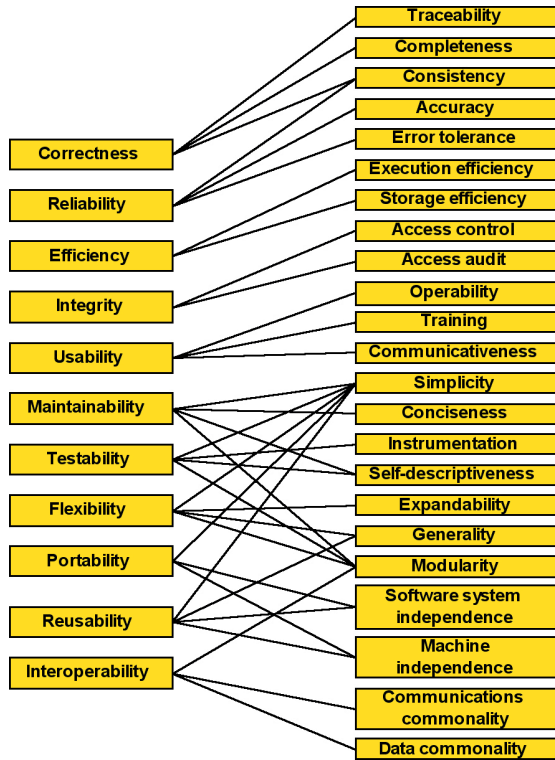 Correctness
Reliability
Efficiency
Integrity
Usability
Maintainability
Testability
Flexibility
Portability
Reusability
Interoperability
Traceability
Completeness
Consistency
Accuracy
Error tolerance
Execution efficiency
Storage efficiency
Access control
Access audit
Operability
Training
Communicativeness
Simplicity
Conciseness
Instrumentation
Self-descriptiveness
Expandability
Generality
Modularity
Software system
independence
Machine
independence
Communications
commonality
Data commonality